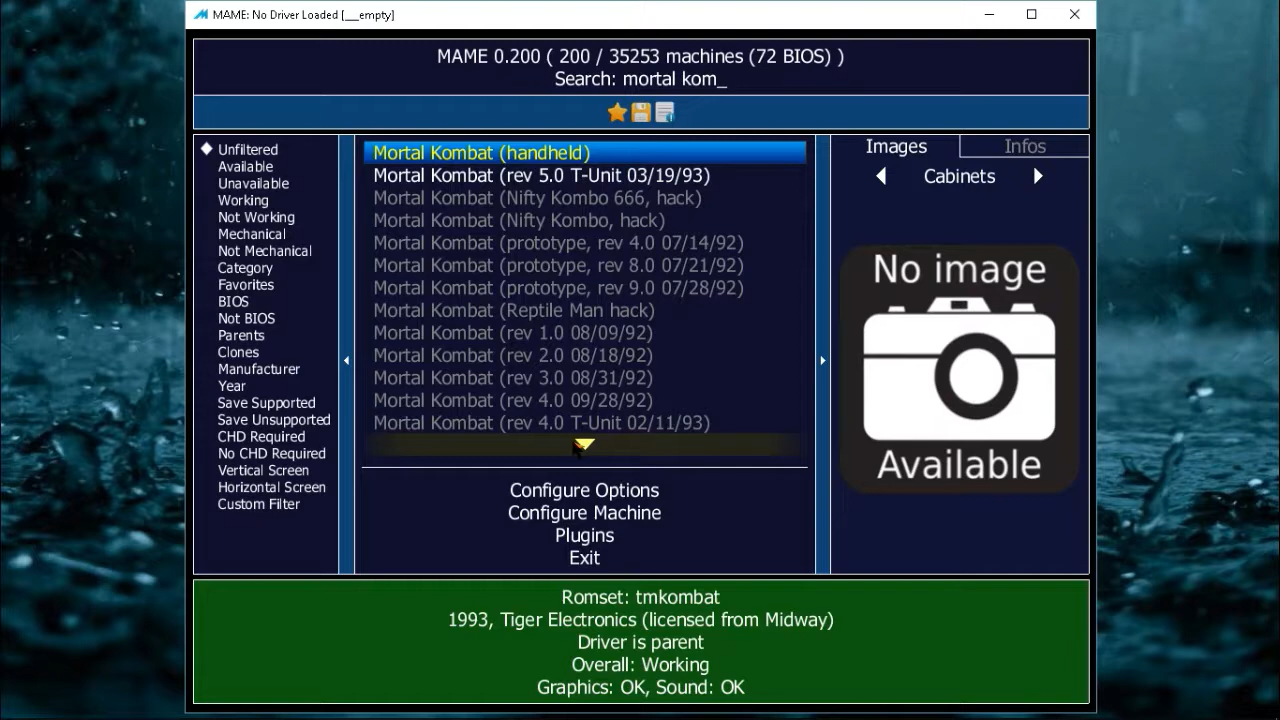 MAME: No Driver Loaded [___empty]
MAME 0.200 ( 200 / 35253 machines (72 BIOS) )
Search: mortal kom_
Unfiltered
Available
Unavailable
Working
Not Working
Mechanical
Not Mechanical
Category
Favorites
BIOS
Not BIOS
Parents
Clones
Manufacturer
Year
Save Supported
Save Unsupported
CHD Required
No CHD Required
Vertical Screen
Horizontal Screen
Custom Filter
Mortal Kombat (handheld)
Mortal Kombat (rev 5.0 T-Unit 03/19/93)
Mortal Kombat (Nifty Kombo 666, hack)
Mortal Kombat (Nifty Kombo, hack)
Mortal Kombat (prototype, rev 4.0 07/14/92)
Mortal Kombat (prototype, rev 8.0 07/21/92)
Mortal Kombat (prototype, rev 9.0 07/28/92)
Mortal Kombat (Reptile Man hack)
Mortal Kombat (rev 1.0 08/09/92)
Mortal Kombat (rev 2.0 08/18/92)
Mortal Kombat (rev 3.0 08/31/92)
Mortal Kombat (rev 4.0 09/28/92)
Mortal Kombat (rev 4.0 T-Unit 02/11/93)
Configure Options
Configure Machine
Plugins
Exit
Images
Infos
Cabinets
No image
Available
Romset: tmkombat
1993, Tiger Electronics (licensed from Midway)
Driver is parent
Overall: Working
Graphics: OK, Sound: OK